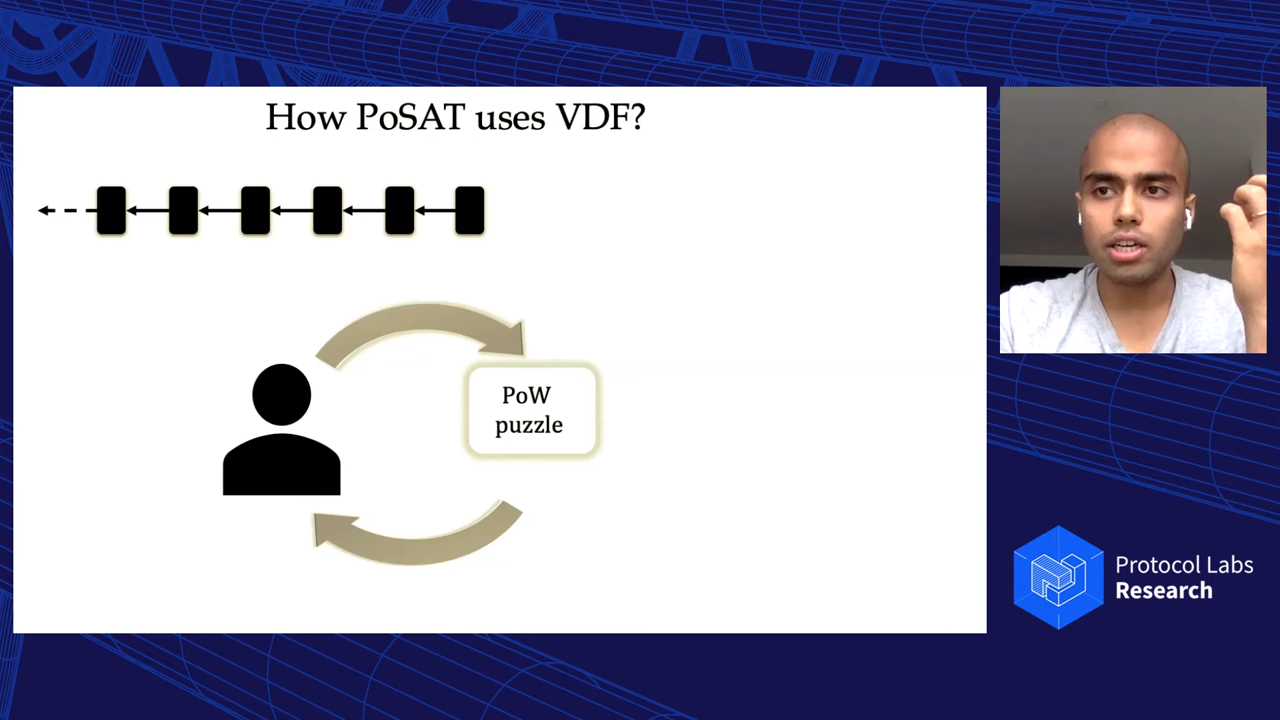 How PoSAT uses VDF?
PoW
puzzle
Protocol Labs
Research